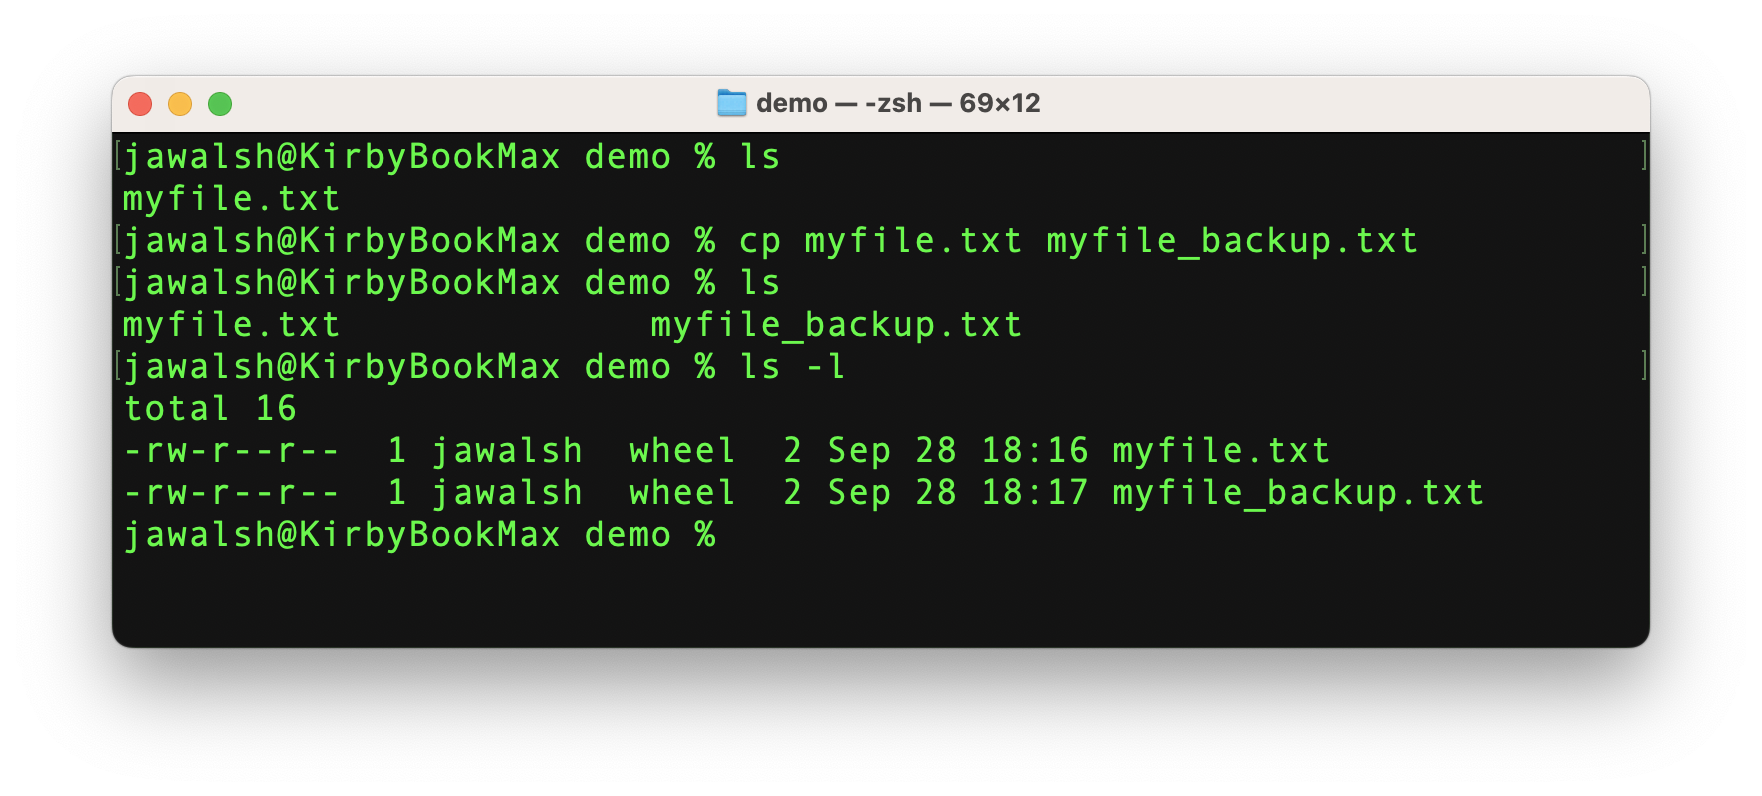 demo — -zsh — 69×12
[jawalsh@KirbyBookMax demo % ls ]
myfile.txt
[jawalsh@KirbyBookMax demo % cp myfile.txt myfile_backup.txt ]
[jawalsh@KirbyBookMax demo % ls ]
myfile.txt              myfile_backup.txt
[jawalsh@KirbyBookMax demo % ls -l ]
total 16
-rw-r--r--  1 jawalsh  wheel  2 Sep 28 18:16 myfile.txt
-rw-r--r--  1 jawalsh  wheel  2 Sep 28 18:17 myfile_backup.txt
jawalsh@KirbyBookMax demo %